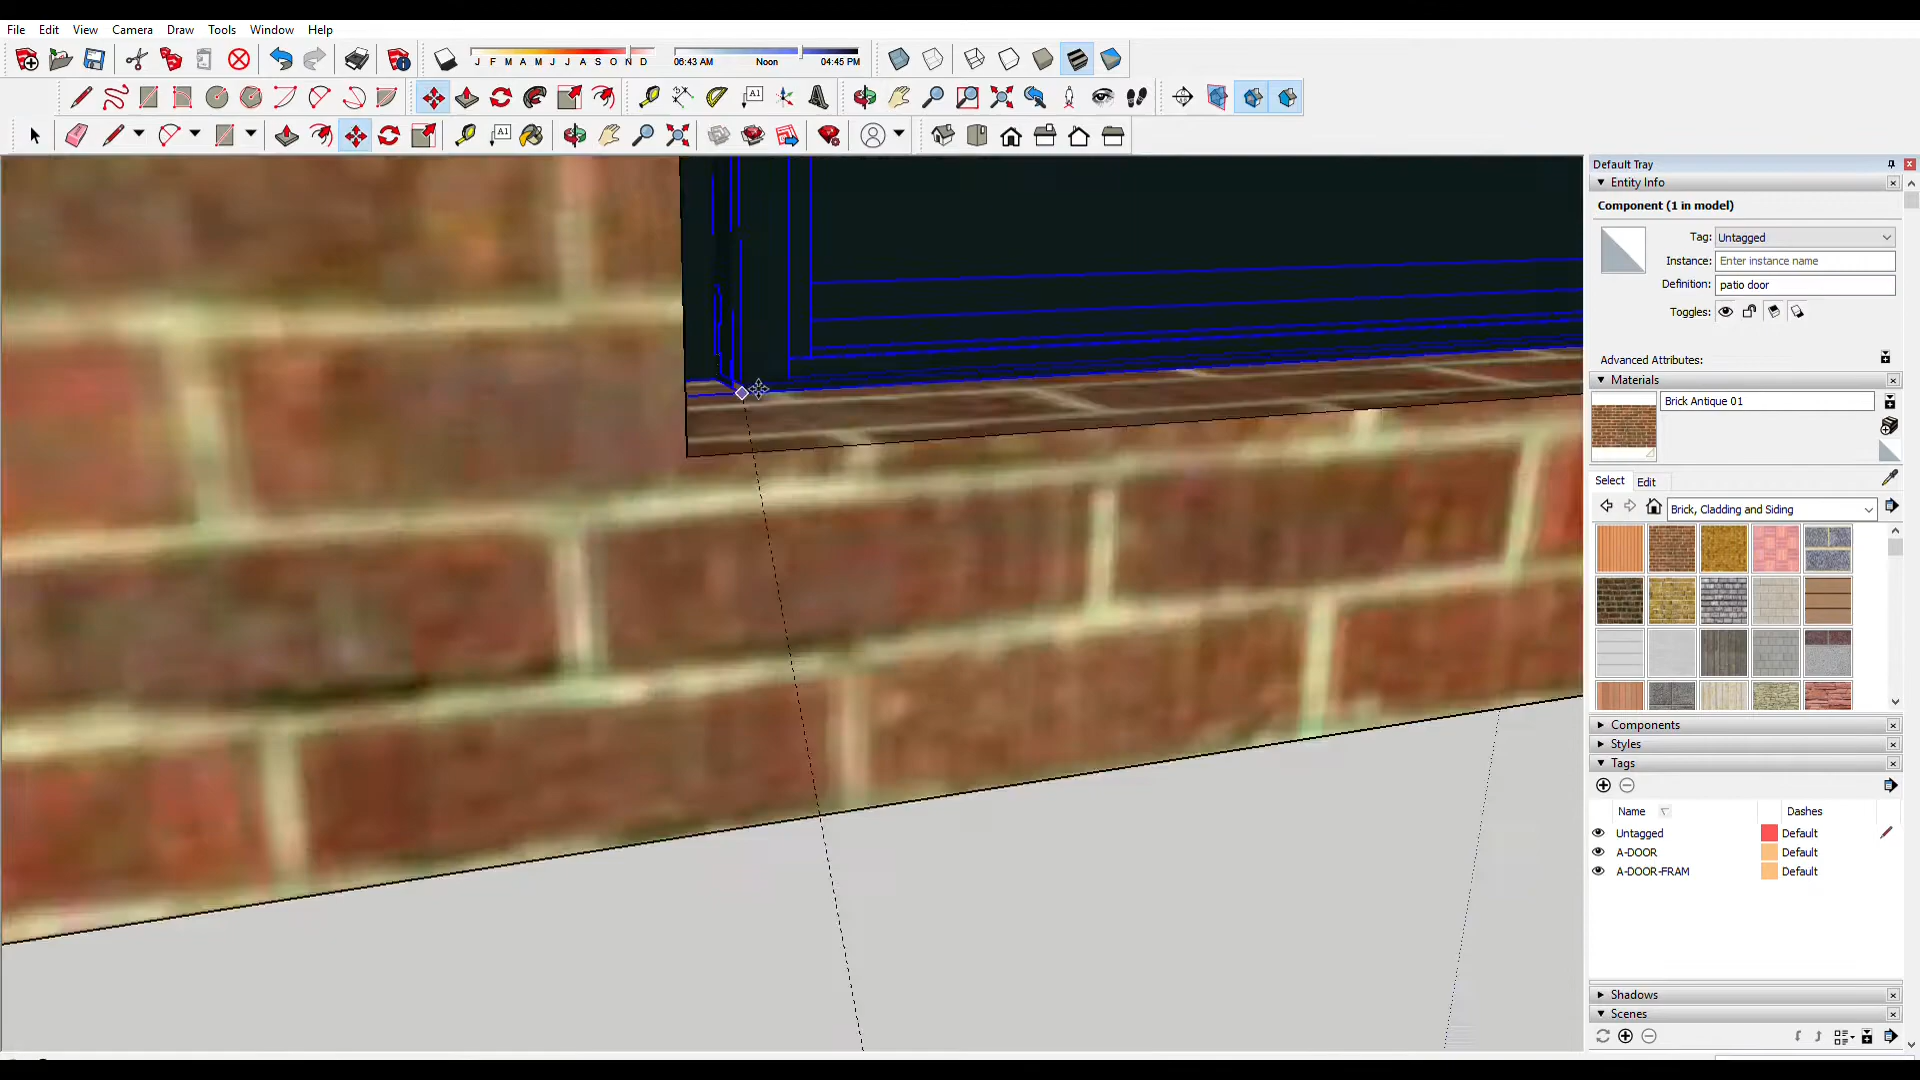 File Edit View Camera Draw Tools Window Help
J F M A M J J A S O N D
06:43 AM Noon 04:45 PM
Default Tray
Entity Info
Component (1 in model)
Tag: Untagged
Instance: Enter instance name
Definition: patio door
Toggles:
Advanced Attributes:
Materials
Brick Antique 01
Select Edit
Brick, Cladding and Siding
Components
Styles
Tags
Name Dashes
Untagged Default
A-DOOR Default
A-DOOR-FRAM Default
Shadows
Scenes